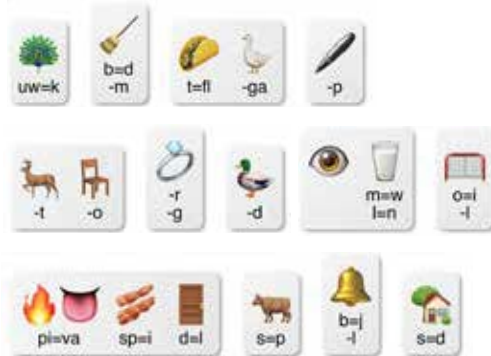 uw=k b=d t=fl -ga -p
-m
-t -o -r -d m=w o=i
-g l=n -l
pi=va sp=i d=l s=p b=j s=d
-l